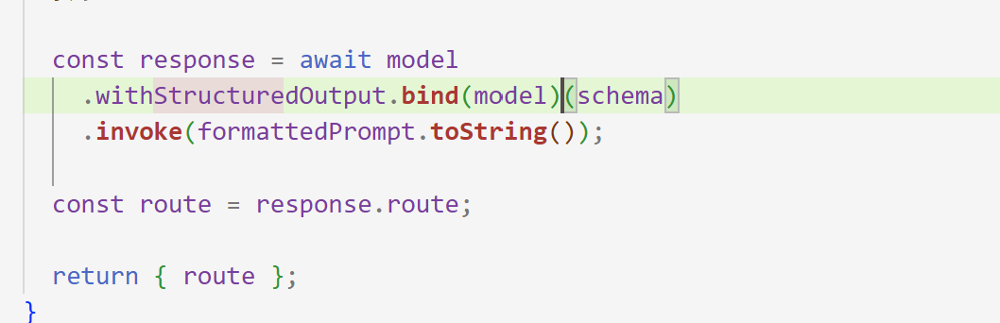 const response = await model
.withStructuredOutput.bind(model)(schema)
.invoke(formattedPrompt.toString());
const route = response.route;
return { route };
}